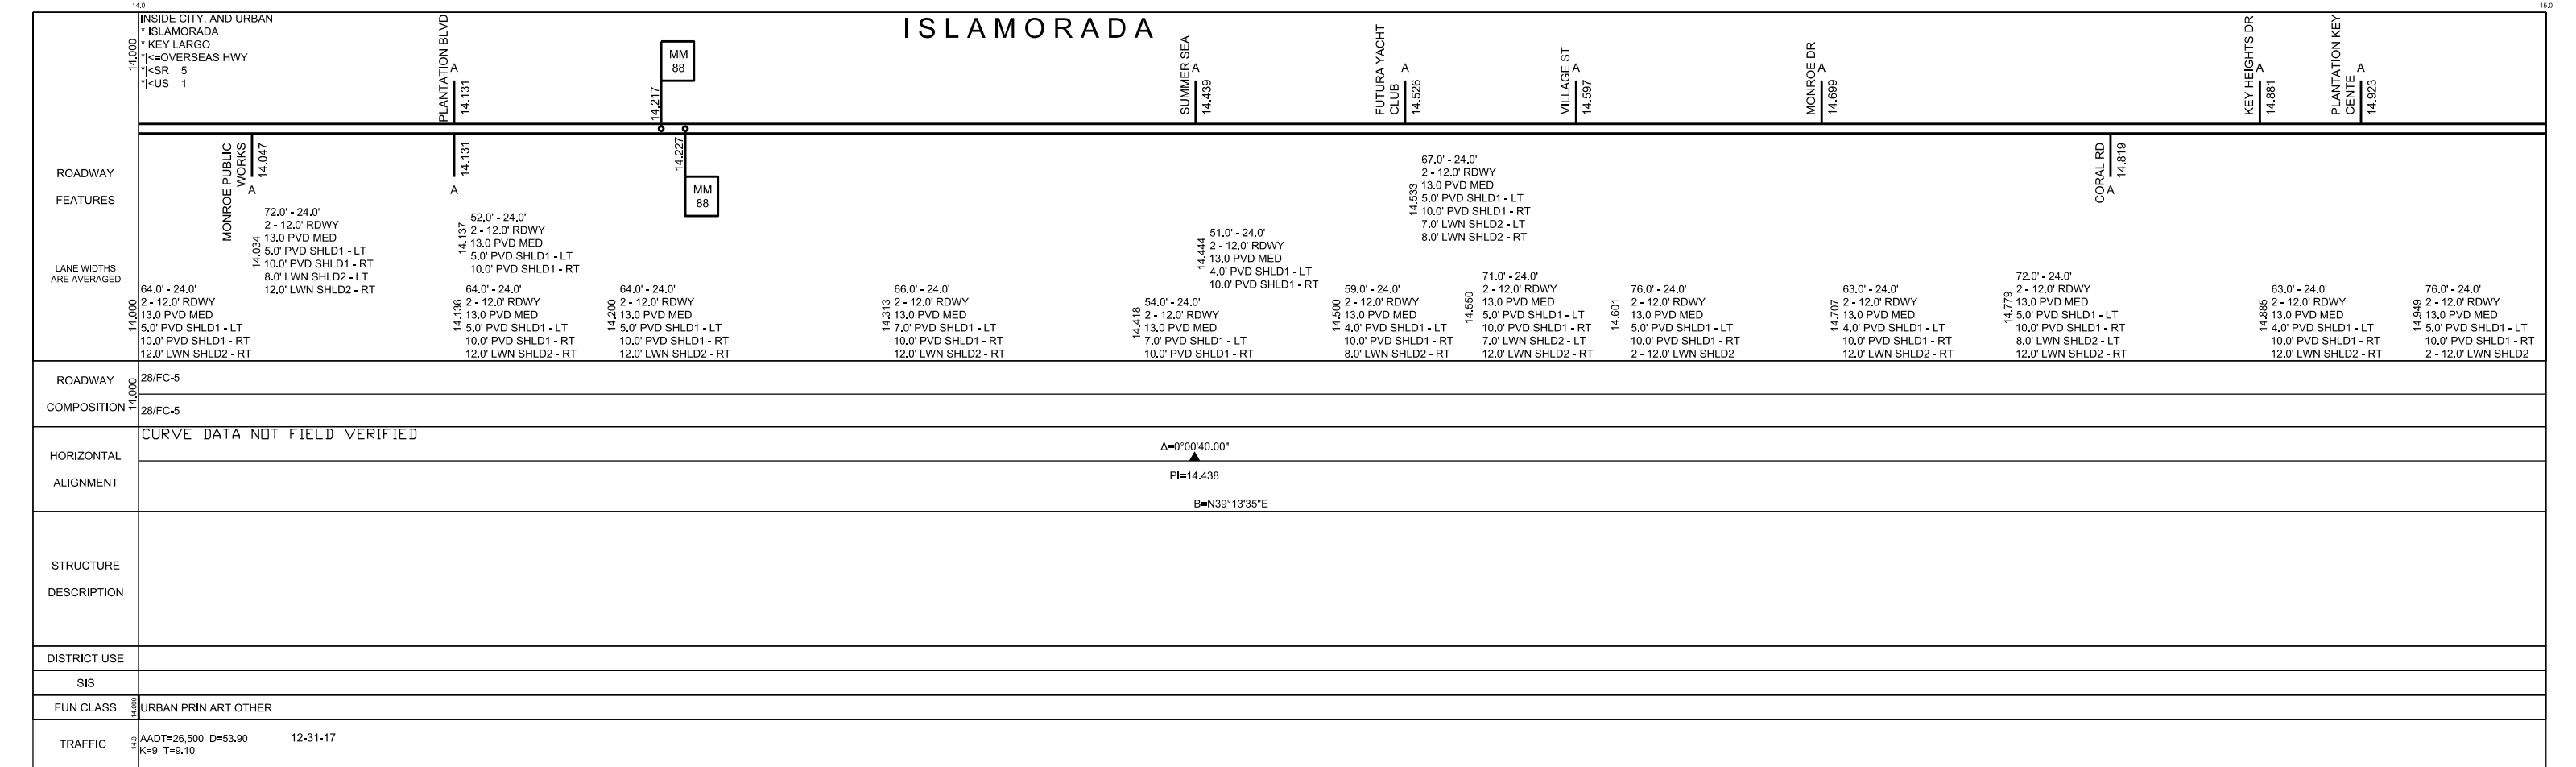 14.0
15.0
ISLAMORADA
14.000
INSIDE CITY, AND URBAN
* ISLAMORADA
* KEY LARGO
*|<=OVERSEAS HWY
*|<SR 5
*|<US 1
PLANTATION BLVD
A
14.131
MM
88
14.217
SUMMER SEA
A
14.439
FUTURA YACHT
CLUB
A
14.526
VILLAGE ST
A
14.597
MONROE DR
A
14.699
KEY HEIGHTS DR
A
14.881
PLANTATION KEY
CENTE
A
14.923
ROADWAY
FEATURES
LANE WIDTHS
ARE AVERAGED
MONROE PUBLIC
WORKS
14.047
A
14.131
A
14.227
MM
88
CORAL RD
14.819
A
14.000
64.0' - 24.0'
2 - 12.0' RDWY
13.0 PVD MED
5.0' PVD SHLD1 - LT
10.0' PVD SHLD1 - RT
12.0' LWN SHLD2 - RT
14.034
72.0' - 24.0'
2 - 12.0' RDWY
13.0 PVD MED
5.0' PVD SHLD1 - LT
10.0' PVD SHLD1 - RT
8.0' LWN SHLD2 - LT
12.0' LWN SHLD2 - RT
14.136
64.0' - 24.0'
2 - 12.0' RDWY
13.0 PVD MED
5.0' PVD SHLD1 - LT
10.0' PVD SHLD1 - RT
12.0' LWN SHLD2 - RT
14.137
52.0' - 24.0'
2 - 12.0' RDWY
13.0 PVD MED
5.0' PVD SHLD1 - LT
10.0' PVD SHLD1 - RT
14.200
64.0' - 24.0'
2 - 12.0' RDWY
13.0 PVD MED
5.0' PVD SHLD1 - LT
10.0' PVD SHLD1 - RT
12.0' LWN SHLD2 - RT
14.313
66.0' - 24.0'
2 - 12.0' RDWY
13.0 PVD MED
7.0' PVD SHLD1 - LT
10.0' PVD SHLD1 - RT
12.0' LWN SHLD2 - RT
14.418
54.0' - 24.0'
2 - 12.0' RDWY
13.0 PVD MED
7.0' PVD SHLD1 - LT
10.0' PVD SHLD1 - RT
14.444
51.0' - 24.0'
2 - 12.0' RDWY
13.0 PVD MED
4.0' PVD SHLD1 - LT
10.0' PVD SHLD1 - RT
14.500
59.0' - 24.0'
2 - 12.0' RDWY
13.0 PVD MED
4.0' PVD SHLD1 - LT
10.0' PVD SHLD1 - RT
8.0' LWN SHLD2 - RT
14.533
67.0' - 24.0'
2 - 12.0' RDWY
13.0 PVD MED
5.0' PVD SHLD1 - LT
10.0' PVD SHLD1 - RT
7.0' LWN SHLD2 - LT
8.0' LWN SHLD2 - RT
14.550
71.0' - 24.0'
2 - 12.0' RDWY
13.0 PVD MED
5.0' PVD SHLD1 - LT
10.0' PVD SHLD1 - RT
7.0' LWN SHLD2 - LT
12.0' LWN SHLD2 - RT
14.601
76.0' - 24.0'
2 - 12.0' RDWY
13.0 PVD MED
5.0' PVD SHLD1 - LT
10.0' PVD SHLD1 - RT
2 - 12.0' LWN SHLD2
14.707
63.0' - 24.0'
2 - 12.0' RDWY
13.0 PVD MED
4.0' PVD SHLD1 - LT
10.0' PVD SHLD1 - RT
12.0' LWN SHLD2 - RT
14.779
72.0' - 24.0'
2 - 12.0' RDWY
13.0 PVD MED
5.0' PVD SHLD1 - LT
10.0' PVD SHLD1 - RT
8.0' LWN SHLD2 - LT
12.0' LWN SHLD2 - RT
14.885
63.0' - 24.0'
2 - 12.0' RDWY
13.0 PVD MED
4.0' PVD SHLD1 - LT
10.0' PVD SHLD1 - RT
12.0' LWN SHLD2 - RT
14.949
76.0' - 24.0'
2 - 12.0' RDWY
13.0 PVD MED
5.0' PVD SHLD1 - LT
10.0' PVD SHLD1 - RT
2 - 12.0' LWN SHLD2
ROADWAY
COMPOSITION
14.000
28/FC-5
28/FC-5
HORIZONTAL
ALIGNMENT
CURVE DATA NOT FIELD VERIFIED
Δ=0°00'40.00"
PI=14.438
B=N39°13'35"E
STRUCTURE
DESCRIPTION
DISTRICT USE
SIS
FUN CLASS
14.000
URBAN PRIN ART OTHER
TRAFFIC
14.0
AADT=26,500 D=53.90 12-31-17
K=9 T=9.10